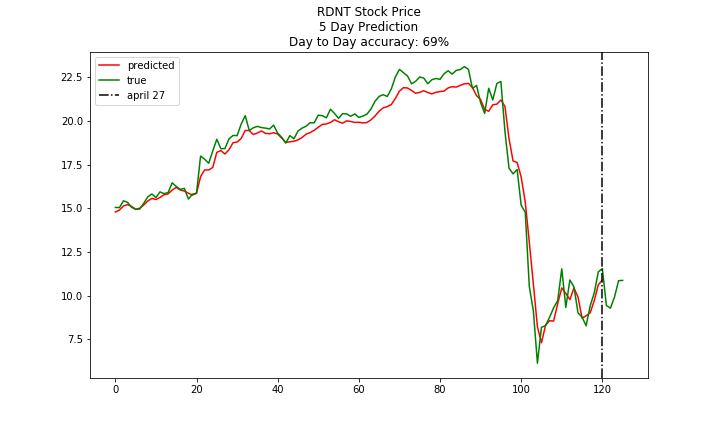 RDNT Stock Price
5 Day Prediction
Day to Day accuracy: 69%
predicted
true
april 27
22.5
20.0
17.5
15.0
12.5
10.0
7.5
0 20 40 60 80 100 120